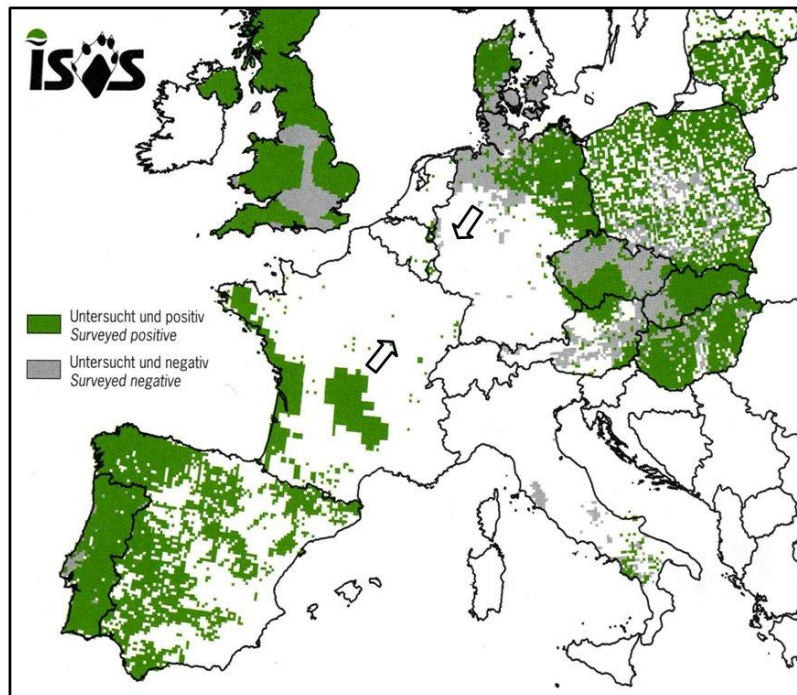 ISOS
Untersucht und positiv
Surveyed positive
Untersucht und negativ
Surveyed negative